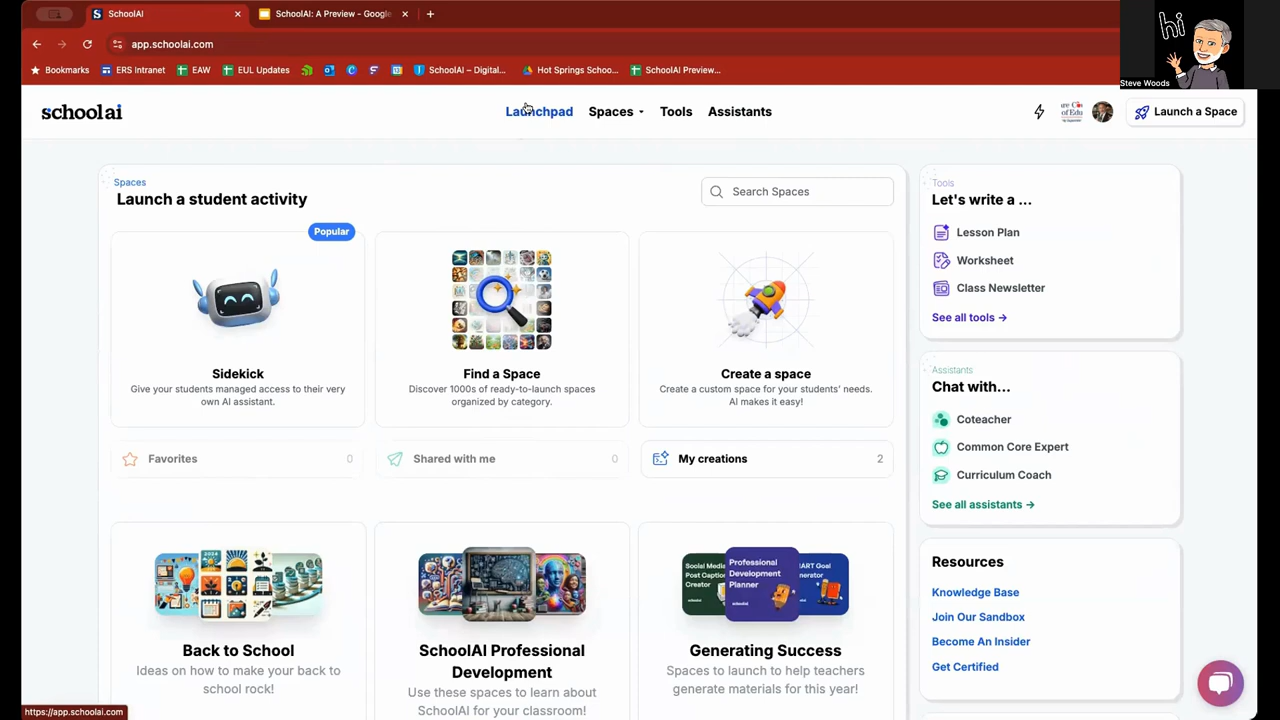 SchoolAI
SchoolAI: A Preview - Google
app.schoolai.com
Bookmarks
ERS Intranet
EAW
EUL Updates
SchoolAI – Digital...
Hot Springs Schoo...
SchoolAI Preview...
hi
Steve Woods
school ai
Launchpad
Spaces
Tools
Assistants
Launch a Space
Spaces
Launch a student activity
Search Spaces
Popular
Sidekick
Give your students managed access to their very
own AI assistant.
Find a Space
Discover 1000s of ready-to-launch spaces
organized by category.
Create a space
Create a custom space for your students' needs.
AI makes it easy!
Favorites 0
Shared with me 0
My creations 2
2024
Back to School
Ideas on how to make your back to
school rock!
SchoolAI Professional
Development
Use these spaces to learn about
SchoolAI for your classroom!
Social Media
Post Caption
Creator
Professional
Development
Planner
Generating Success
Spaces to launch to help teachers
generate materials for this year!
Tools
Let's write a ...
Lesson Plan
Worksheet
Class Newsletter
See all tools →
Assistants
Chat with...
Coteacher
Common Core Expert
Curriculum Coach
See all assistants →
Resources
Knowledge Base
Join Our Sandbox
Become An Insider
Get Certified
https://app.schoolai.com